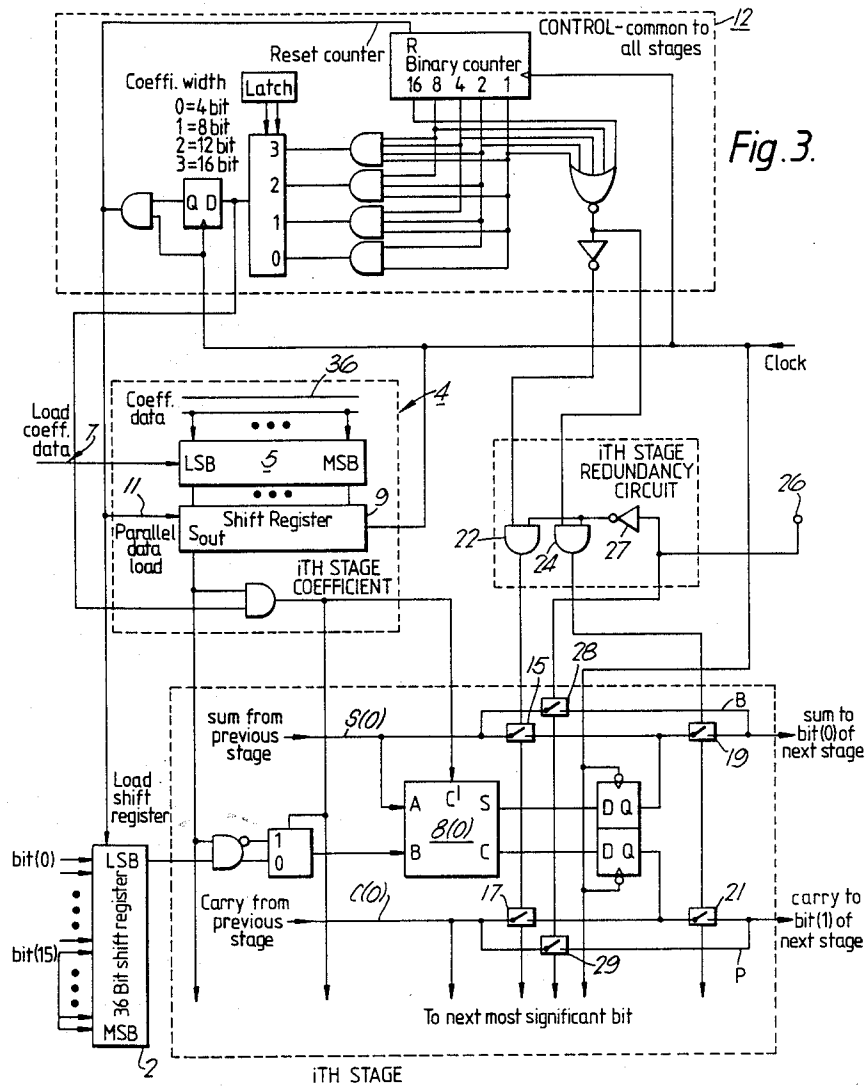 CONTROL-common to
all stages
12
Reset counter
R
Binary counter
16 8 4 2 1
Coeffi. width
0=4 bit
1=8 bit
2=12 bit
3=16 bit
Latch
3
2
1
0
Q D
Fig.3.
Clock
36
4
Coeff.
data
Load
coeff.
data
7
LSB 5 MSB
11
Parallel
data
load
Shift Register
Sout
9
iTH STAGE
COEFFICIENT
iTH STAGE
REDUNDANCY
CIRCUIT
22
24
27
26
15
28
B
sum from
previous
stage
S(0)
19
sum to
bit(0) of
next stage
Load
shift
register
A C' S
8(0)
B C
D Q
D Q
1
0
bit(0)
LSB
36 Bit shift register
bit(15)
MSB
2
Carry from
previous
stage
C(0)
17
21
29
P
carry to
bit(1) of
next stage
To next most significant bit
iTH STAGE